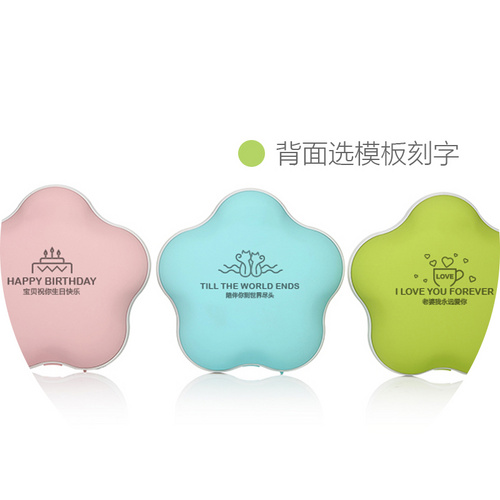 背面选模板刻字
HAPPY BIRTHDAY
宝贝祝你生日快乐
TILL THE WORLD ENDS
陪伴你到世界尽头
LOVE
I LOVE YOU FOREVER
老婆我永远爱你